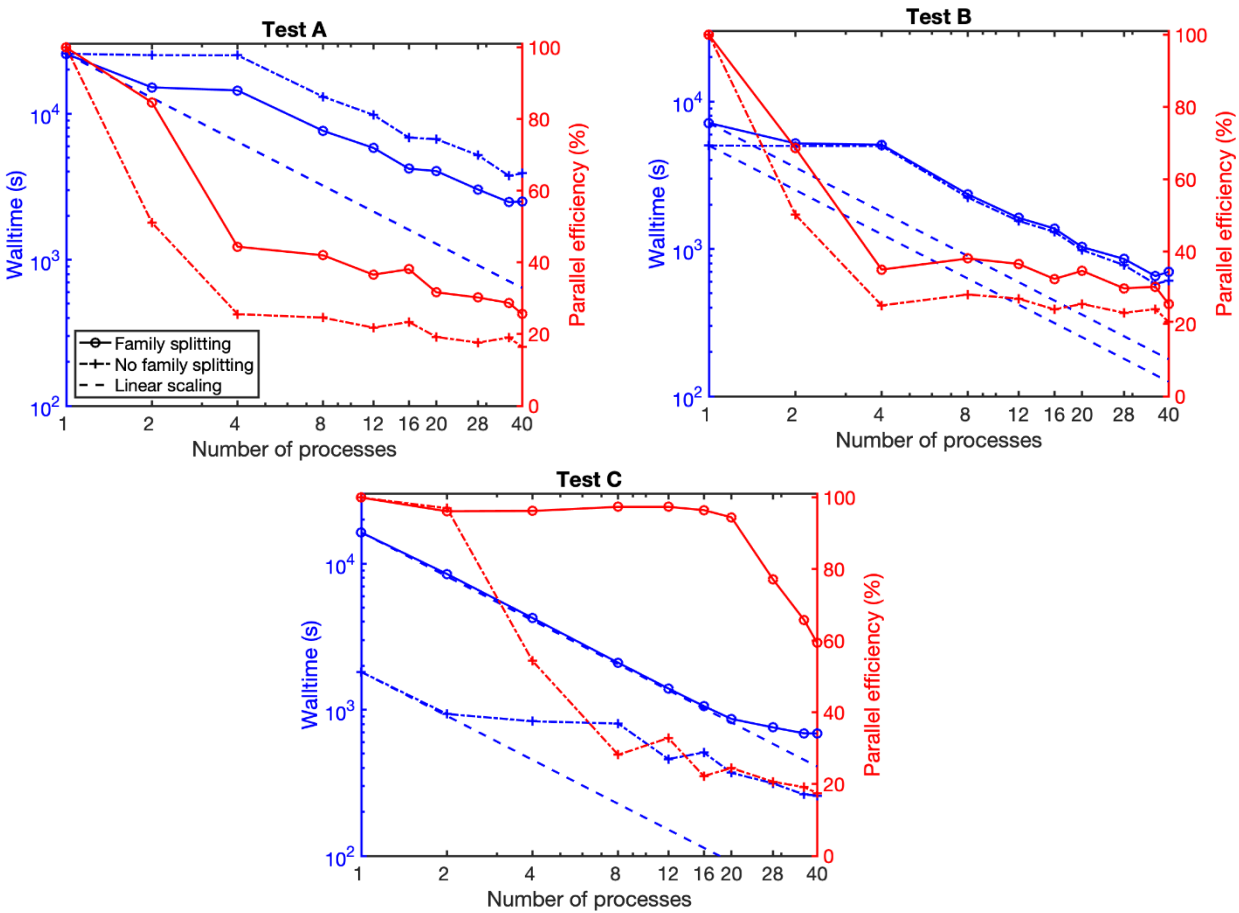 Test A
Walltime (s)
10^4
10^3
10^2
100
80
60
40
20
0
Parallel efficiency (%)
Family splitting
No family splitting
Linear scaling
1 2 4 8 12 16 20 28 40
Number of processes
Test B
Walltime (s)
10^4
10^3
10^2
100
80
60
40
20
0
Parallel efficiency (%)
1 2 4 8 12 16 20 28 40
Number of processes
Test C
Walltime (s)
10^4
10^3
10^2
100
80
60
40
20
0
Parallel efficiency (%)
1 2 4 8 12 16 20 28 40
Number of processes